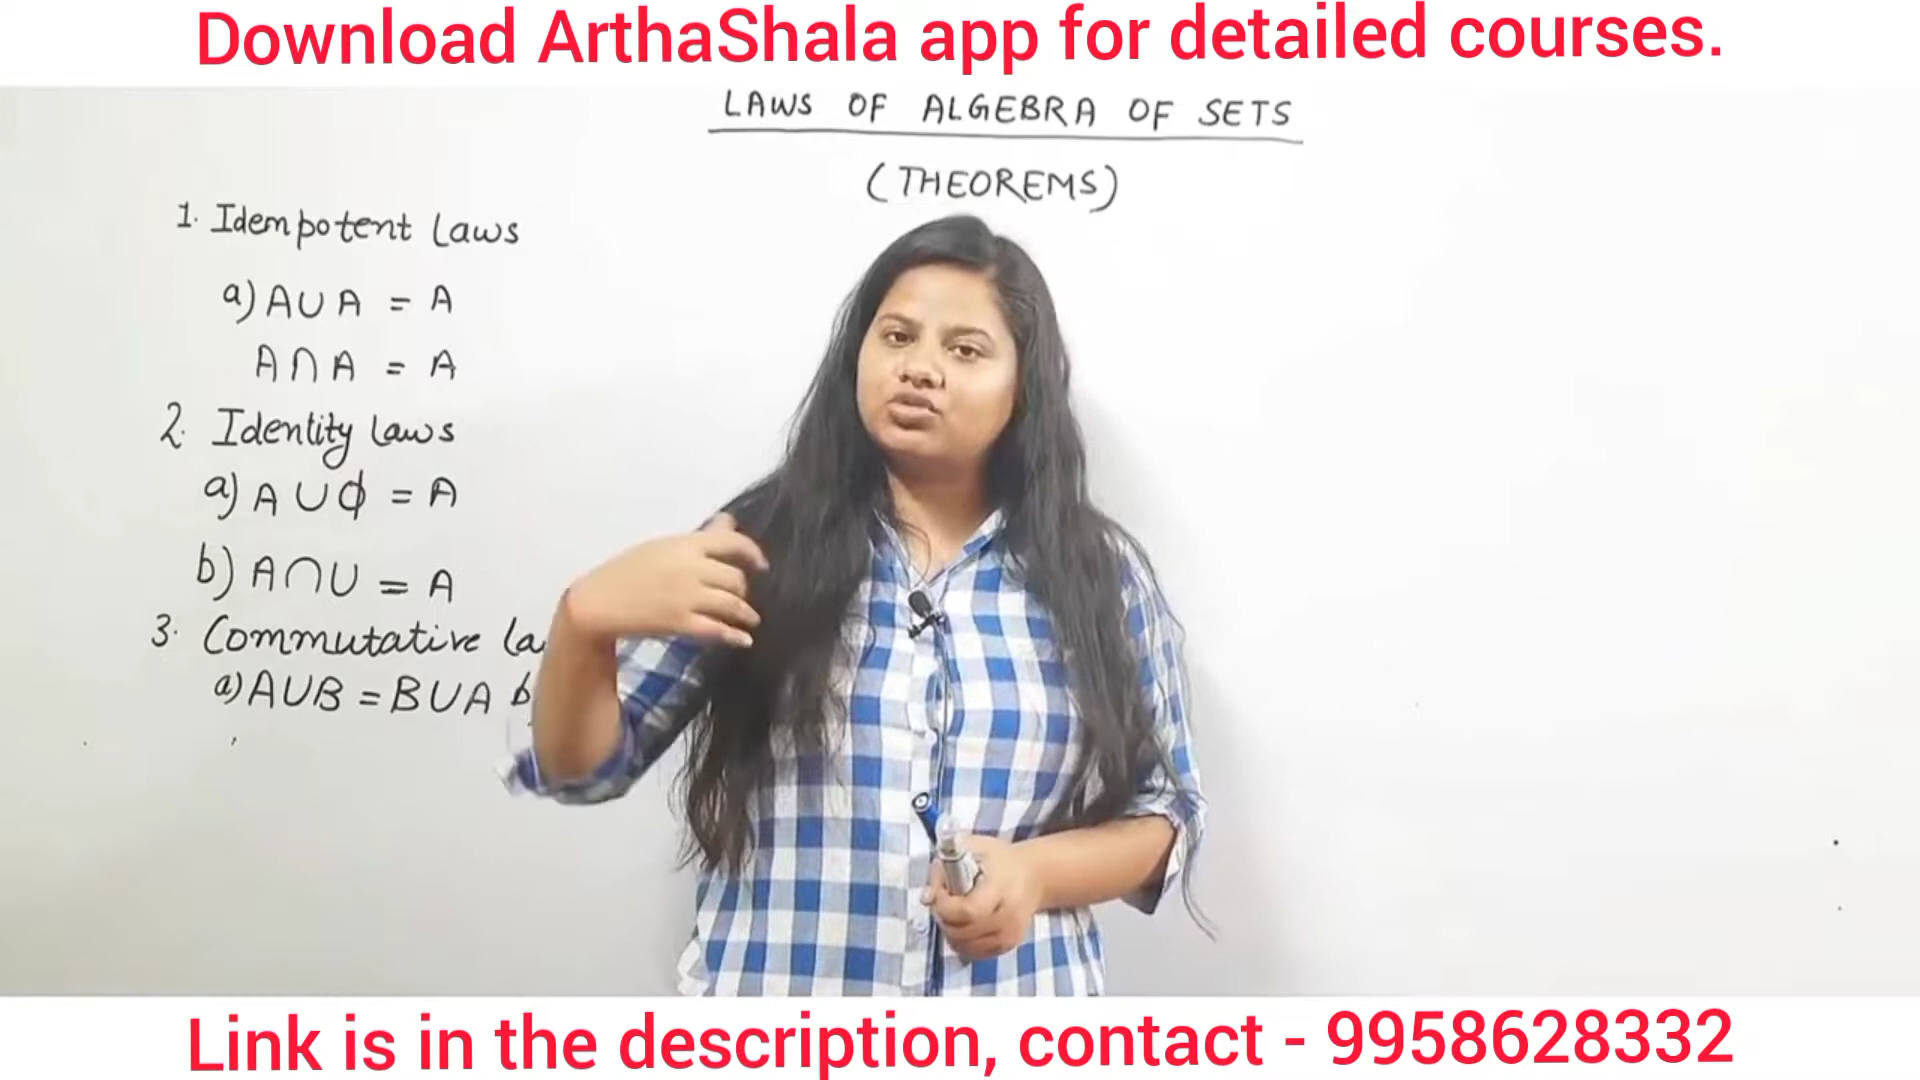 Download ArthaShala app for detailed courses.
LAWS OF ALGEBRA OF SETS
(THEOREMS)
1. Idempotent Laws
a) A∪A = A
A∩A = A
2. Identity Laws
a) A∪ϕ = A
b) A∩U = A
3. Commutative
a) A∪B = B∪A b
Link is in the description, contact - 9958628332